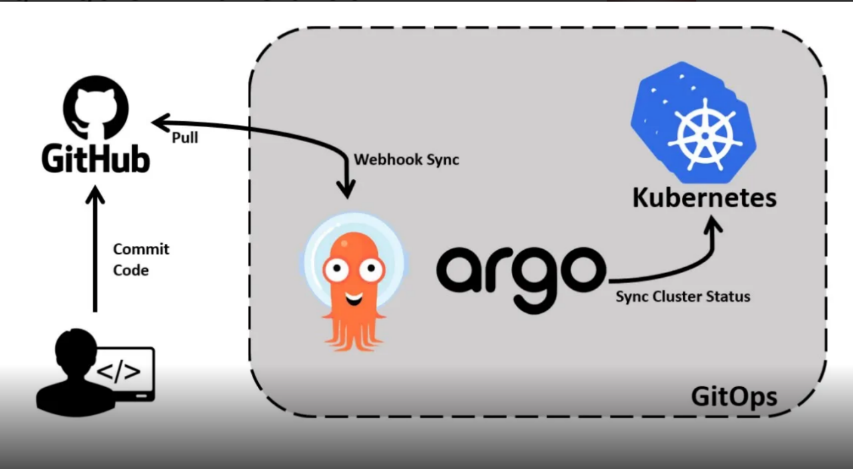 GitHub
Pull
Webhook Sync
Kubernetes
Commit
Code
argo
Sync Cluster Status
</>
GitOps